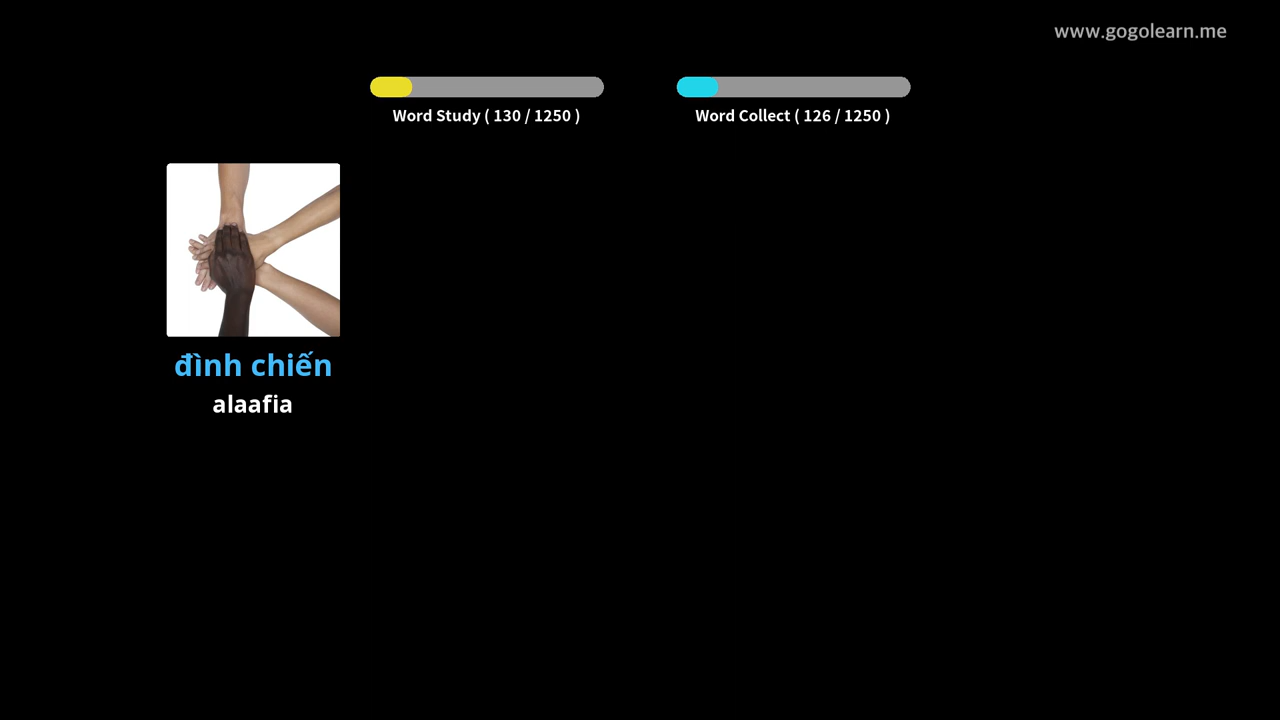 www.gogolearn.me
Word Study ( 130 / 1250 )
Word Collect ( 126 / 1250 )
đình chiến
alaafia